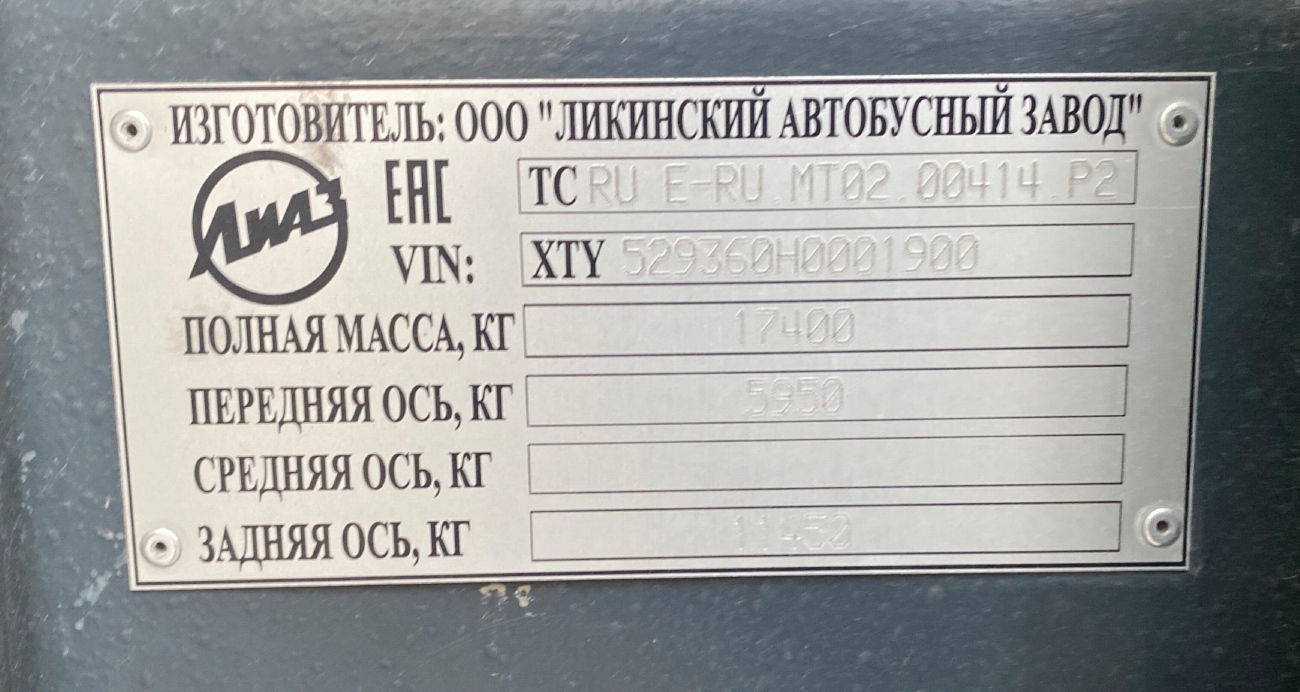 ИЗГОТОВИТЕЛЬ: ООО "ЛИКИНСКИЙ АВТОБУСНЫЙ ЗАВОД"
ЛиАЗ EAC ТС RU E-RU.MT02.00414.P2
VIN: XTY 529360H0001900
ПОЛНАЯ МАССА, КГ 17400
ПЕРЕДНЯЯ ОСЬ, КГ 5950
СРЕДНЯЯ ОСЬ, КГ
ЗАДНЯЯ ОСЬ, КГ 11450